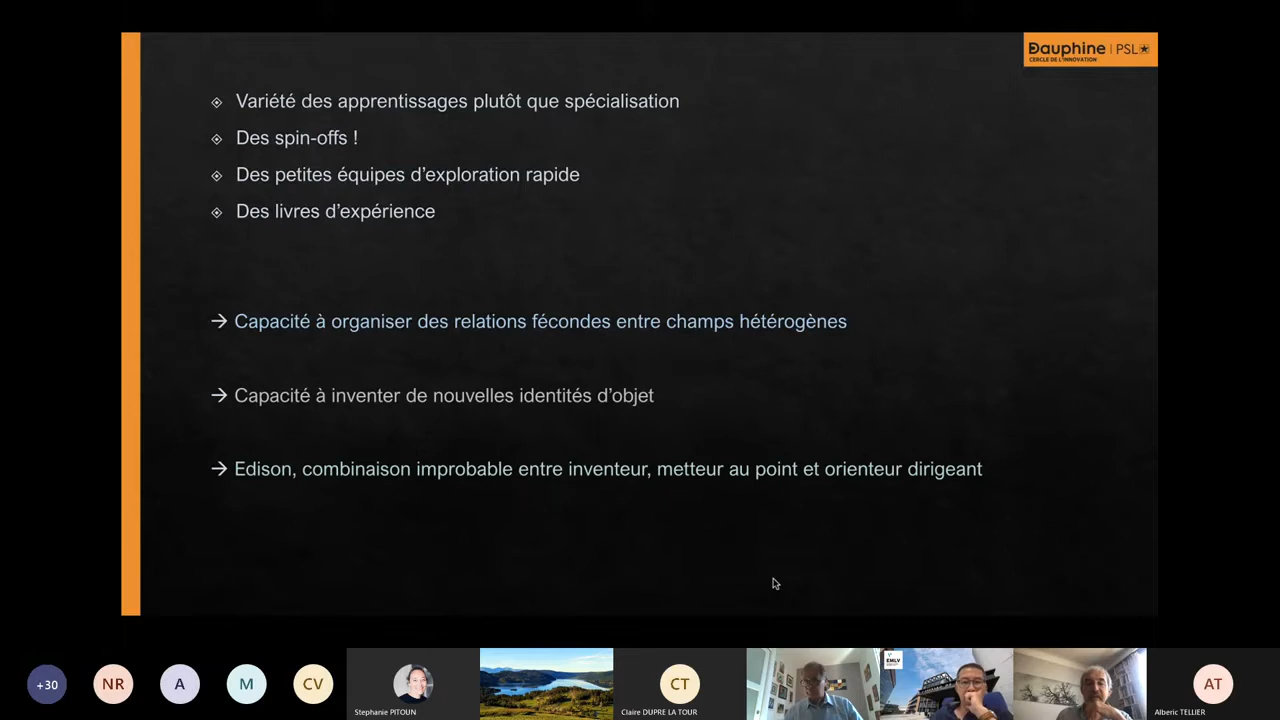 Dauphine | PSL
CERCLE DE L'INNOVATION
Variété des apprentissages plutôt que spécialisation
Des spin-offs !
Des petites équipes d'exploration rapide
Des livres d'expérience
→ Capacité à organiser des relations fécondes entre champs hétérogènes
→ Capacité à inventer de nouvelles identités d'objet
→ Edison, combinaison improbable entre inventeur, metteur au point et orienteur dirigeant
+30
NR
A
M
CV
Stephanie PITOUN
CT
Claire DUPRE LA TOUR
EMLV
AT
Alberic TELLIER